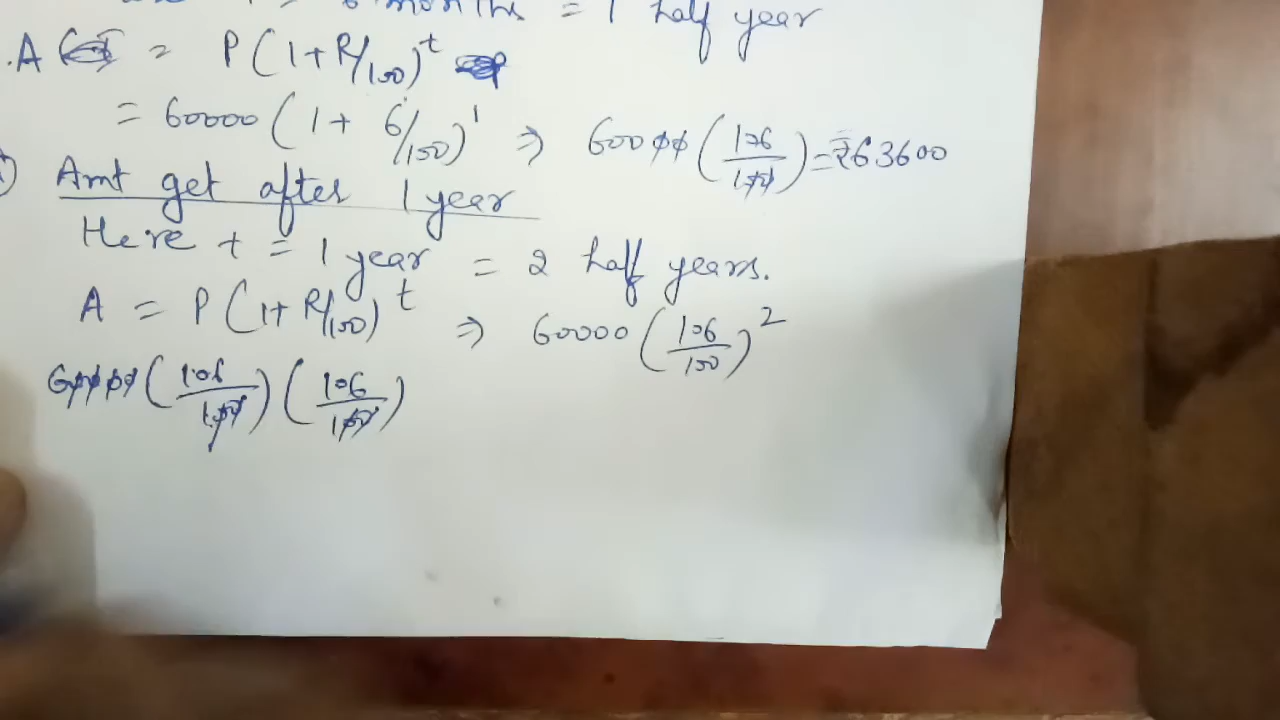 6 months = 1 half year
.A = P(1+R/100)^t
= 60000 (1 + 6/100)^1 ⇒ 60000 (106/100) = ₹63600
Amt get after 1 year
Here t = 1 year = 2 half years.
A = P(1+R/100)^t ⇒ 60000 (106/100)^2
60000 (106/100) (106/100)